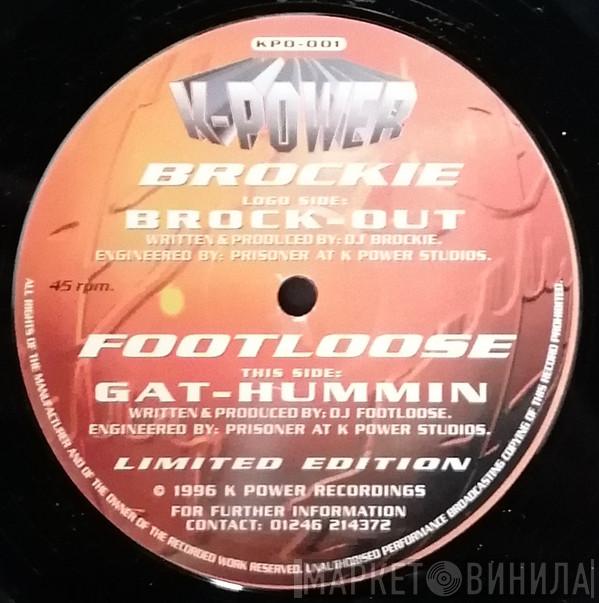 KPO-001
K-POWER
BROCKIE
LOGO SIDE:
BROCK-OUT
WRITTEN & PRODUCED BY: DJ BROCKIE.
ENGINEERED BY: PRISONER AT K POWER STUDIOS.
45 rpm.
FOOTLOOSE
THIS SIDE:
GAT-HUMMIN
WRITTEN & PRODUCED BY: DJ FOOTLOOSE.
ENGINEERED BY: PRISONER AT K POWER STUDIOS.
LIMITED EDITION
© 1996 K POWER RECORDINGS
FOR FURTHER INFORMATION
CONTACT: 01246 214372
ALL RIGHTS OF THE MANUFACTURER AND OF THE OWNER OF THE RECORDED WORK RESERVED. UNAUTHORISED PERFORMANCE BROADCASTING COPYING OF THIS RECORD PROHIBITED.
МАРКЕТ ВИНИЛА